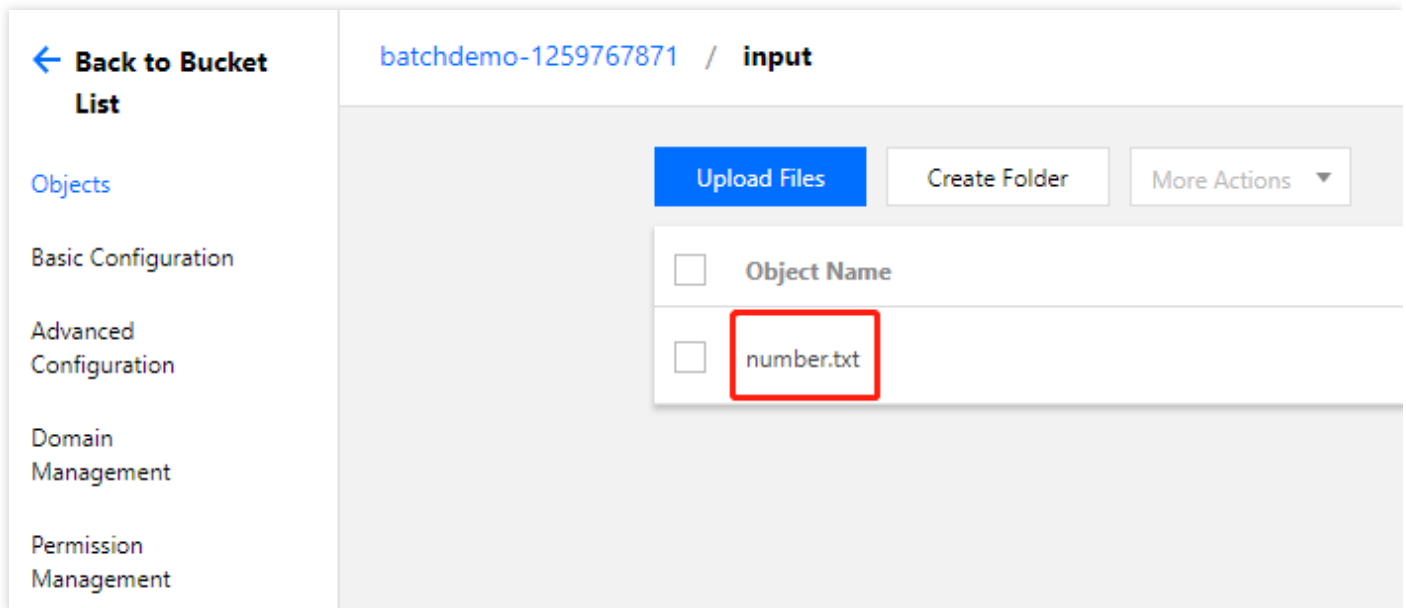 Back to Bucket
List
Objects
Basic Configuration
Advanced
Configuration
Domain
Management
Permission
Management
batchdemo-1259767871 / input
Upload Files
Create Folder
More Actions
Object Name
number.txt